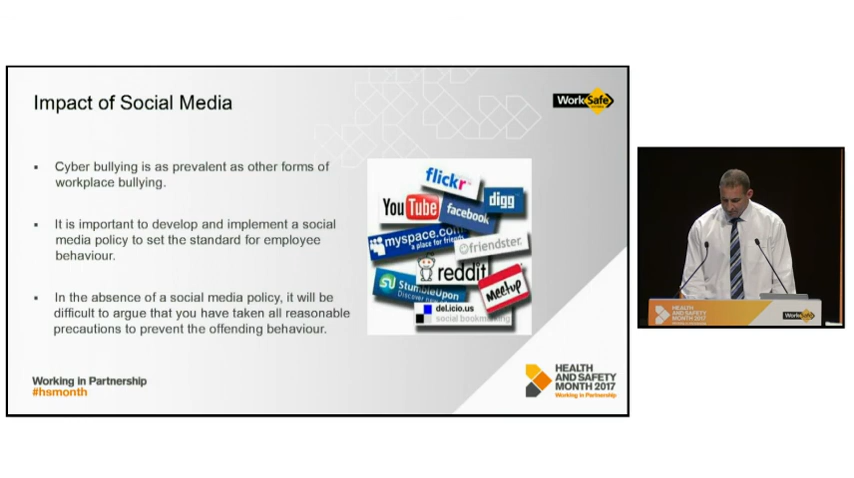 Impact of Social Media
WorkSafe
▪ Cyber bullying is as prevalent as other forms of
workplace bullying.
▪ It is important to develop and implement a social
media policy to set the standard for employee
behaviour.
▪ In the absence of a social media policy, it will be
difficult to argue that you have taken all reasonable
precautions to prevent the offending behaviour.
flickr
digg
YouTube
facebook
myspace.com
a place for friends
friendster
reddit
StumbleUpon
Discover new
Meetup
del.icio.us
social bookmarking
Working in Partnership
#hsmonth
HEALTH
AND SAFETY
MONTH 2017
Working in Partnership
HEALTH
AND SAFETY
MONTH 2017
WorkSafe